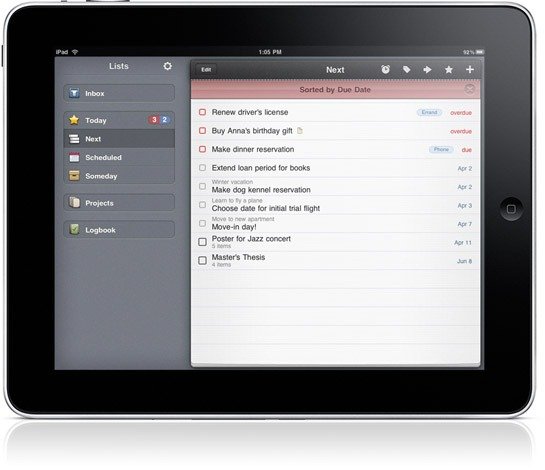 iPad
1:05 PM
92%
Lists
Inbox
Today 3 2
Next
Scheduled
Someday
Projects
Logbook
Edit
Next
Sorted by Due Date
Renew driver's license Errand overdue
Buy Anna's birthday gift overdue
Make dinner reservation Phone due
Extend loan period for books Apr 2
Winter vacation
Make dog kennel reservation Apr 2
Learn to fly a plane
Choose date for initial trial flight Apr 3
Move to new apartment
Move-in day! Apr 7
Poster for Jazz concert Apr 11
5 items
Master's Thesis Jun 8
4 items